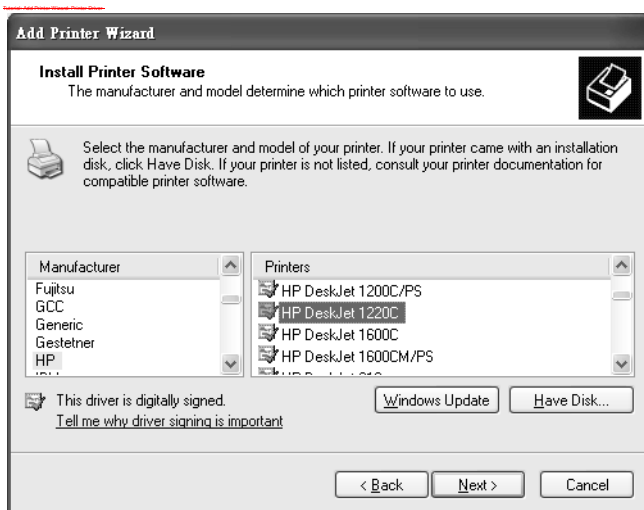 Add Printer Wizard
Install Printer Software
The manufacturer and model determine which printer software to use.
Select the manufacturer and model of your printer. If your printer came with an installation
disk, click Have Disk. If your printer is not listed, consult your printer documentation for
compatible printer software.
Manufacturer
Fujitsu
GCC
Generic
Gestetner
HP
Printers
HP DeskJet 1200C/PS
HP DeskJet 1220C
HP DeskJet 1600C
HP DeskJet 1600CM/PS
This driver is digitally signed.
Tell me why driver signing is important
Windows Update
Have Disk...
< Back
Next >
Cancel